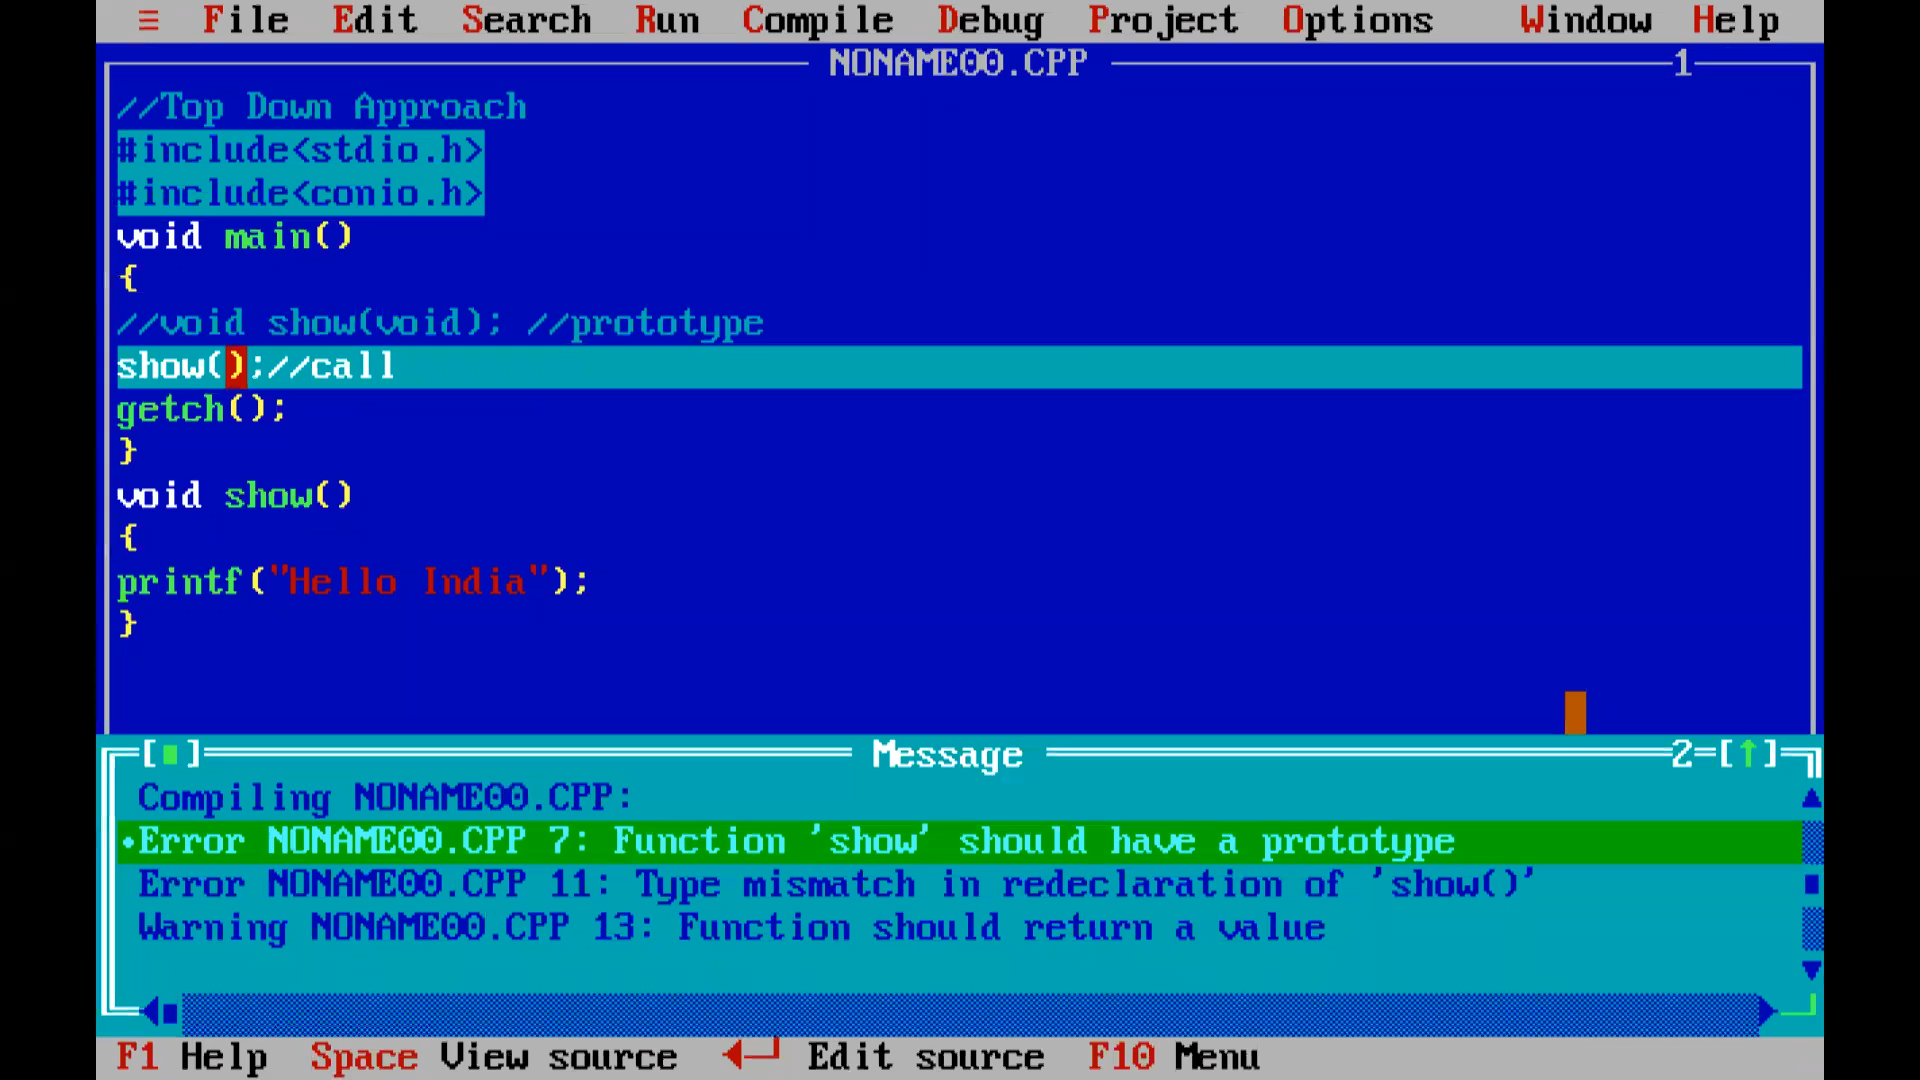 ≡ File Edit Search Run Compile Debug Project Options Window Help
NONAME00.CPP 1
//Top Down Approach
#include<stdio.h>
#include<conio.h>
void main()
{
//void show(void); //prototype
show();//call
getch();
}
void show()
{
printf("Hello India");
}
[■] Message 2=[↑]
Compiling NONAME00.CPP:
•Error NONAME00.CPP 7: Function 'show' should have a prototype
Error NONAME00.CPP 11: Type mismatch in redeclaration of 'show()'
Warning NONAME00.CPP 13: Function should return a value
F1 Help Space View source ◄─┘ Edit source F10 Menu